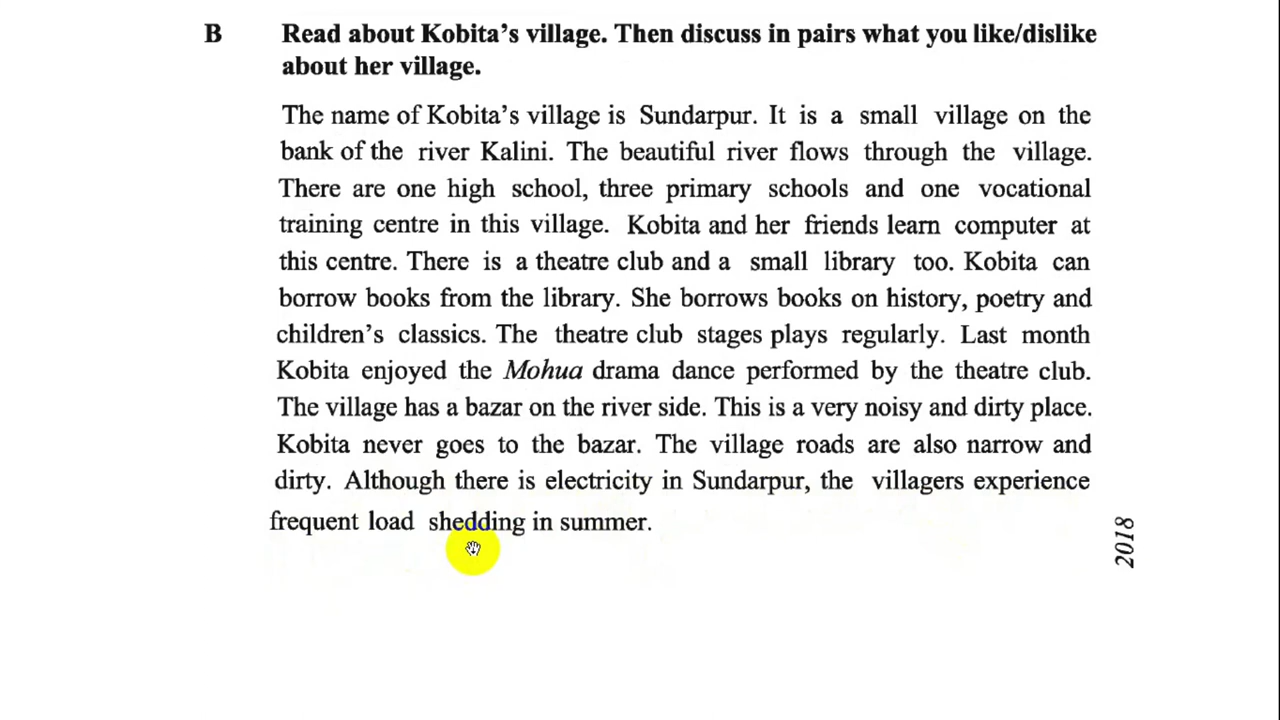 B Read about Kobita's village. Then discuss in pairs what you like/dislike
about her village.
The name of Kobita's village is Sundarpur. It is a small village on the
bank of the river Kalini. The beautiful river flows through the village.
There are one high school, three primary schools and one vocational
training centre in this village. Kobita and her friends learn computer at
this centre. There is a theatre club and a small library too. Kobita can
borrow books from the library. She borrows books on history, poetry and
children's classics. The theatre club stages plays regularly. Last month
Kobita enjoyed the Mohua drama dance performed by the theatre club.
The village has a bazar on the river side. This is a very noisy and dirty place.
Kobita never goes to the bazar. The village roads are also narrow and
dirty. Although there is electricity in Sundarpur, the villagers experience
frequent load shedding in summer.
2018